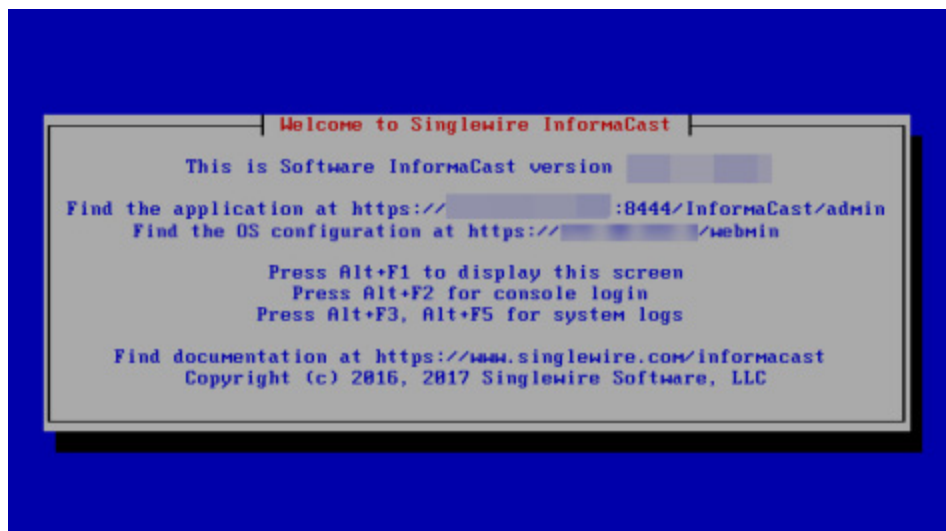 Welcome to Singlewire InformaCast
This is Software InformaCast version
Find the application at https:// :8444/InformaCast/admin
Find the OS configuration at https:// /webmin
Press Alt+F1 to display this screen
Press Alt+F2 for console login
Press Alt+F3, Alt+F5 for system logs
Find documentation at https://www.singlewire.com/informacast
Copyright (c) 2016, 2017 Singlewire Software, LLC